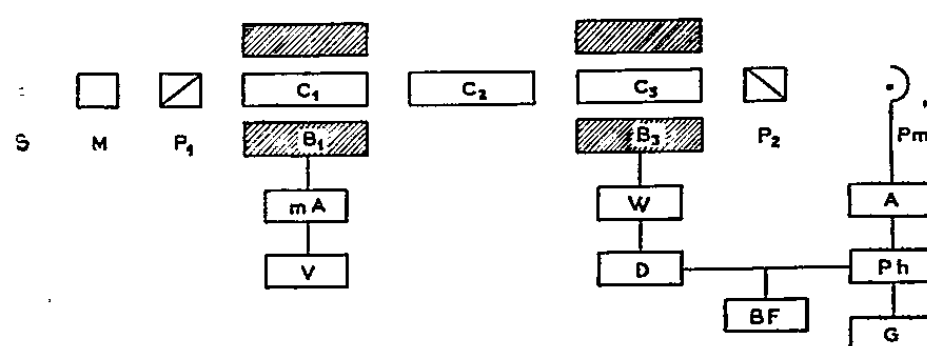 C₁ C₂ C₃
S M P₁ B₁ B₃ P₂ Pm
mA W A
V D Ph
BF
G